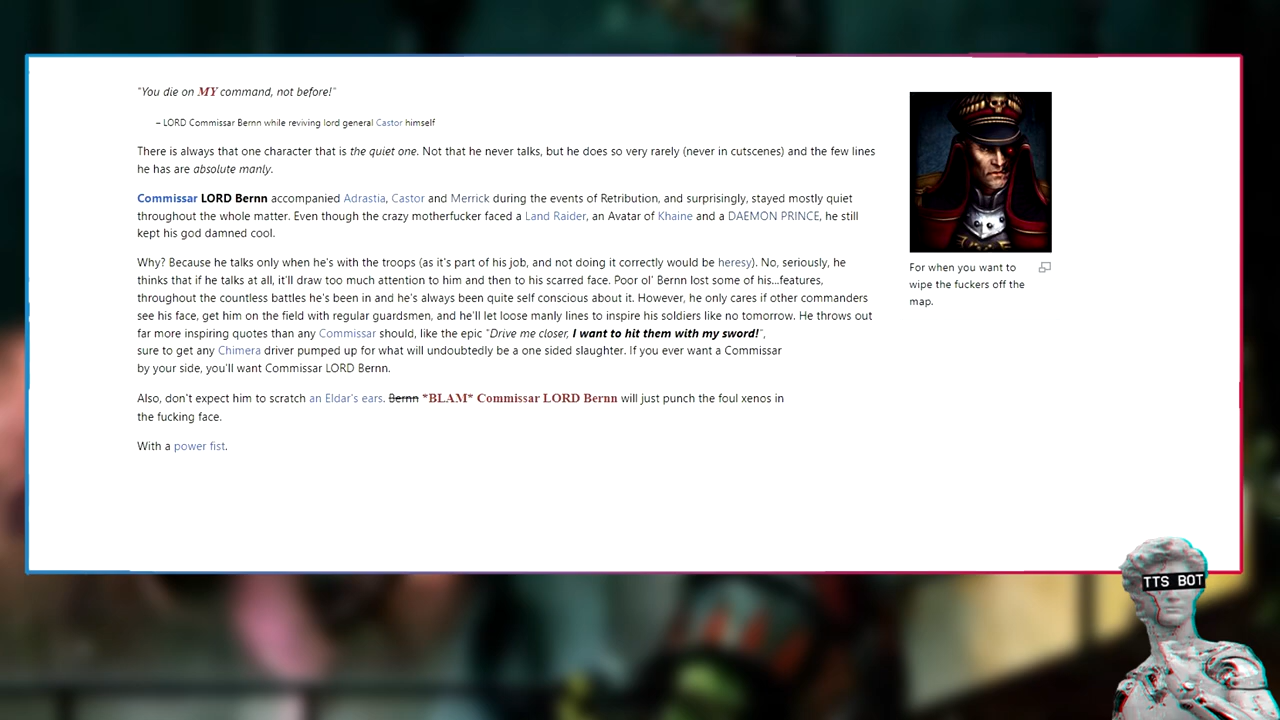 "You die on MY command, not before!"
– LORD Commissar Bernn while reviving lord general Castor himself
There is always that one character that is the quiet one. Not that he never talks, but he does so very rarely (never in cutscenes) and the few lines
he has are absolute manly.
Commissar LORD Bernn accompanied Adrastia, Castor and Merrick during the events of Retribution, and surprisingly, stayed mostly quiet
throughout the whole matter. Even though the crazy motherfucker faced a Land Raider, an Avatar of Khaine and a DAEMON PRINCE, he still
kept his god damned cool.
Why? Because he talks only when he's with the troops (as it's part of his job, and not doing it correctly would be heresy). No, seriously, he
thinks that if he talks at all, it'll draw too much attention to him and then to his scarred face. Poor ol' Bernn lost some of his...features,
throughout the countless battles he's been in and he's always been quite self conscious about it. However, he only cares if other commanders
see his face, get him on the field with regular guardsmen, and he'll let loose manly lines to inspire his soldiers like no tomorrow. He throws out
far more inspiring quotes than any Commissar should, like the epic "Drive me closer, I want to hit them with my sword!",
sure to get any Chimera driver pumped up for what will undoubtedly be a one sided slaughter. If you ever want a Commissar
by your side, you'll want Commissar LORD Bernn.
Also, don't expect him to scratch an Eldar's ears. Bernn *BLAM* Commissar LORD Bernn will just punch the foul xenos in
the fucking face.
With a power fist.
For when you want to
wipe the fuckers off the
map.
TTS BOT